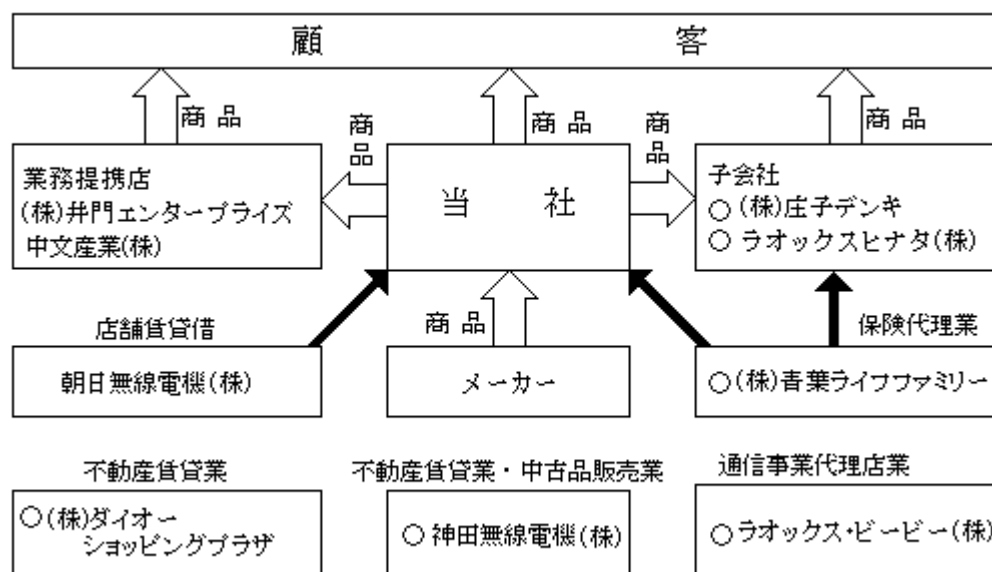 顧客
商品
商品
商品
商品
商品
業務提携店
(株)井門エンタープライズ
中文産業(株)
当社
子会社
○(株)庄子デンキ
○ラオックスヒナタ(株)
店舗賃貸借
商品
保険代理業
朝日無線電機(株)
メーカー
○(株)青葉ライフファミリー
不動産賃貸業
不動産賃貸業・中古品販売業
通信事業代理店業
○(株)ダイオー
ショッピングプラザ
○神田無線電機(株)
○ラオックス・ビービー(株)